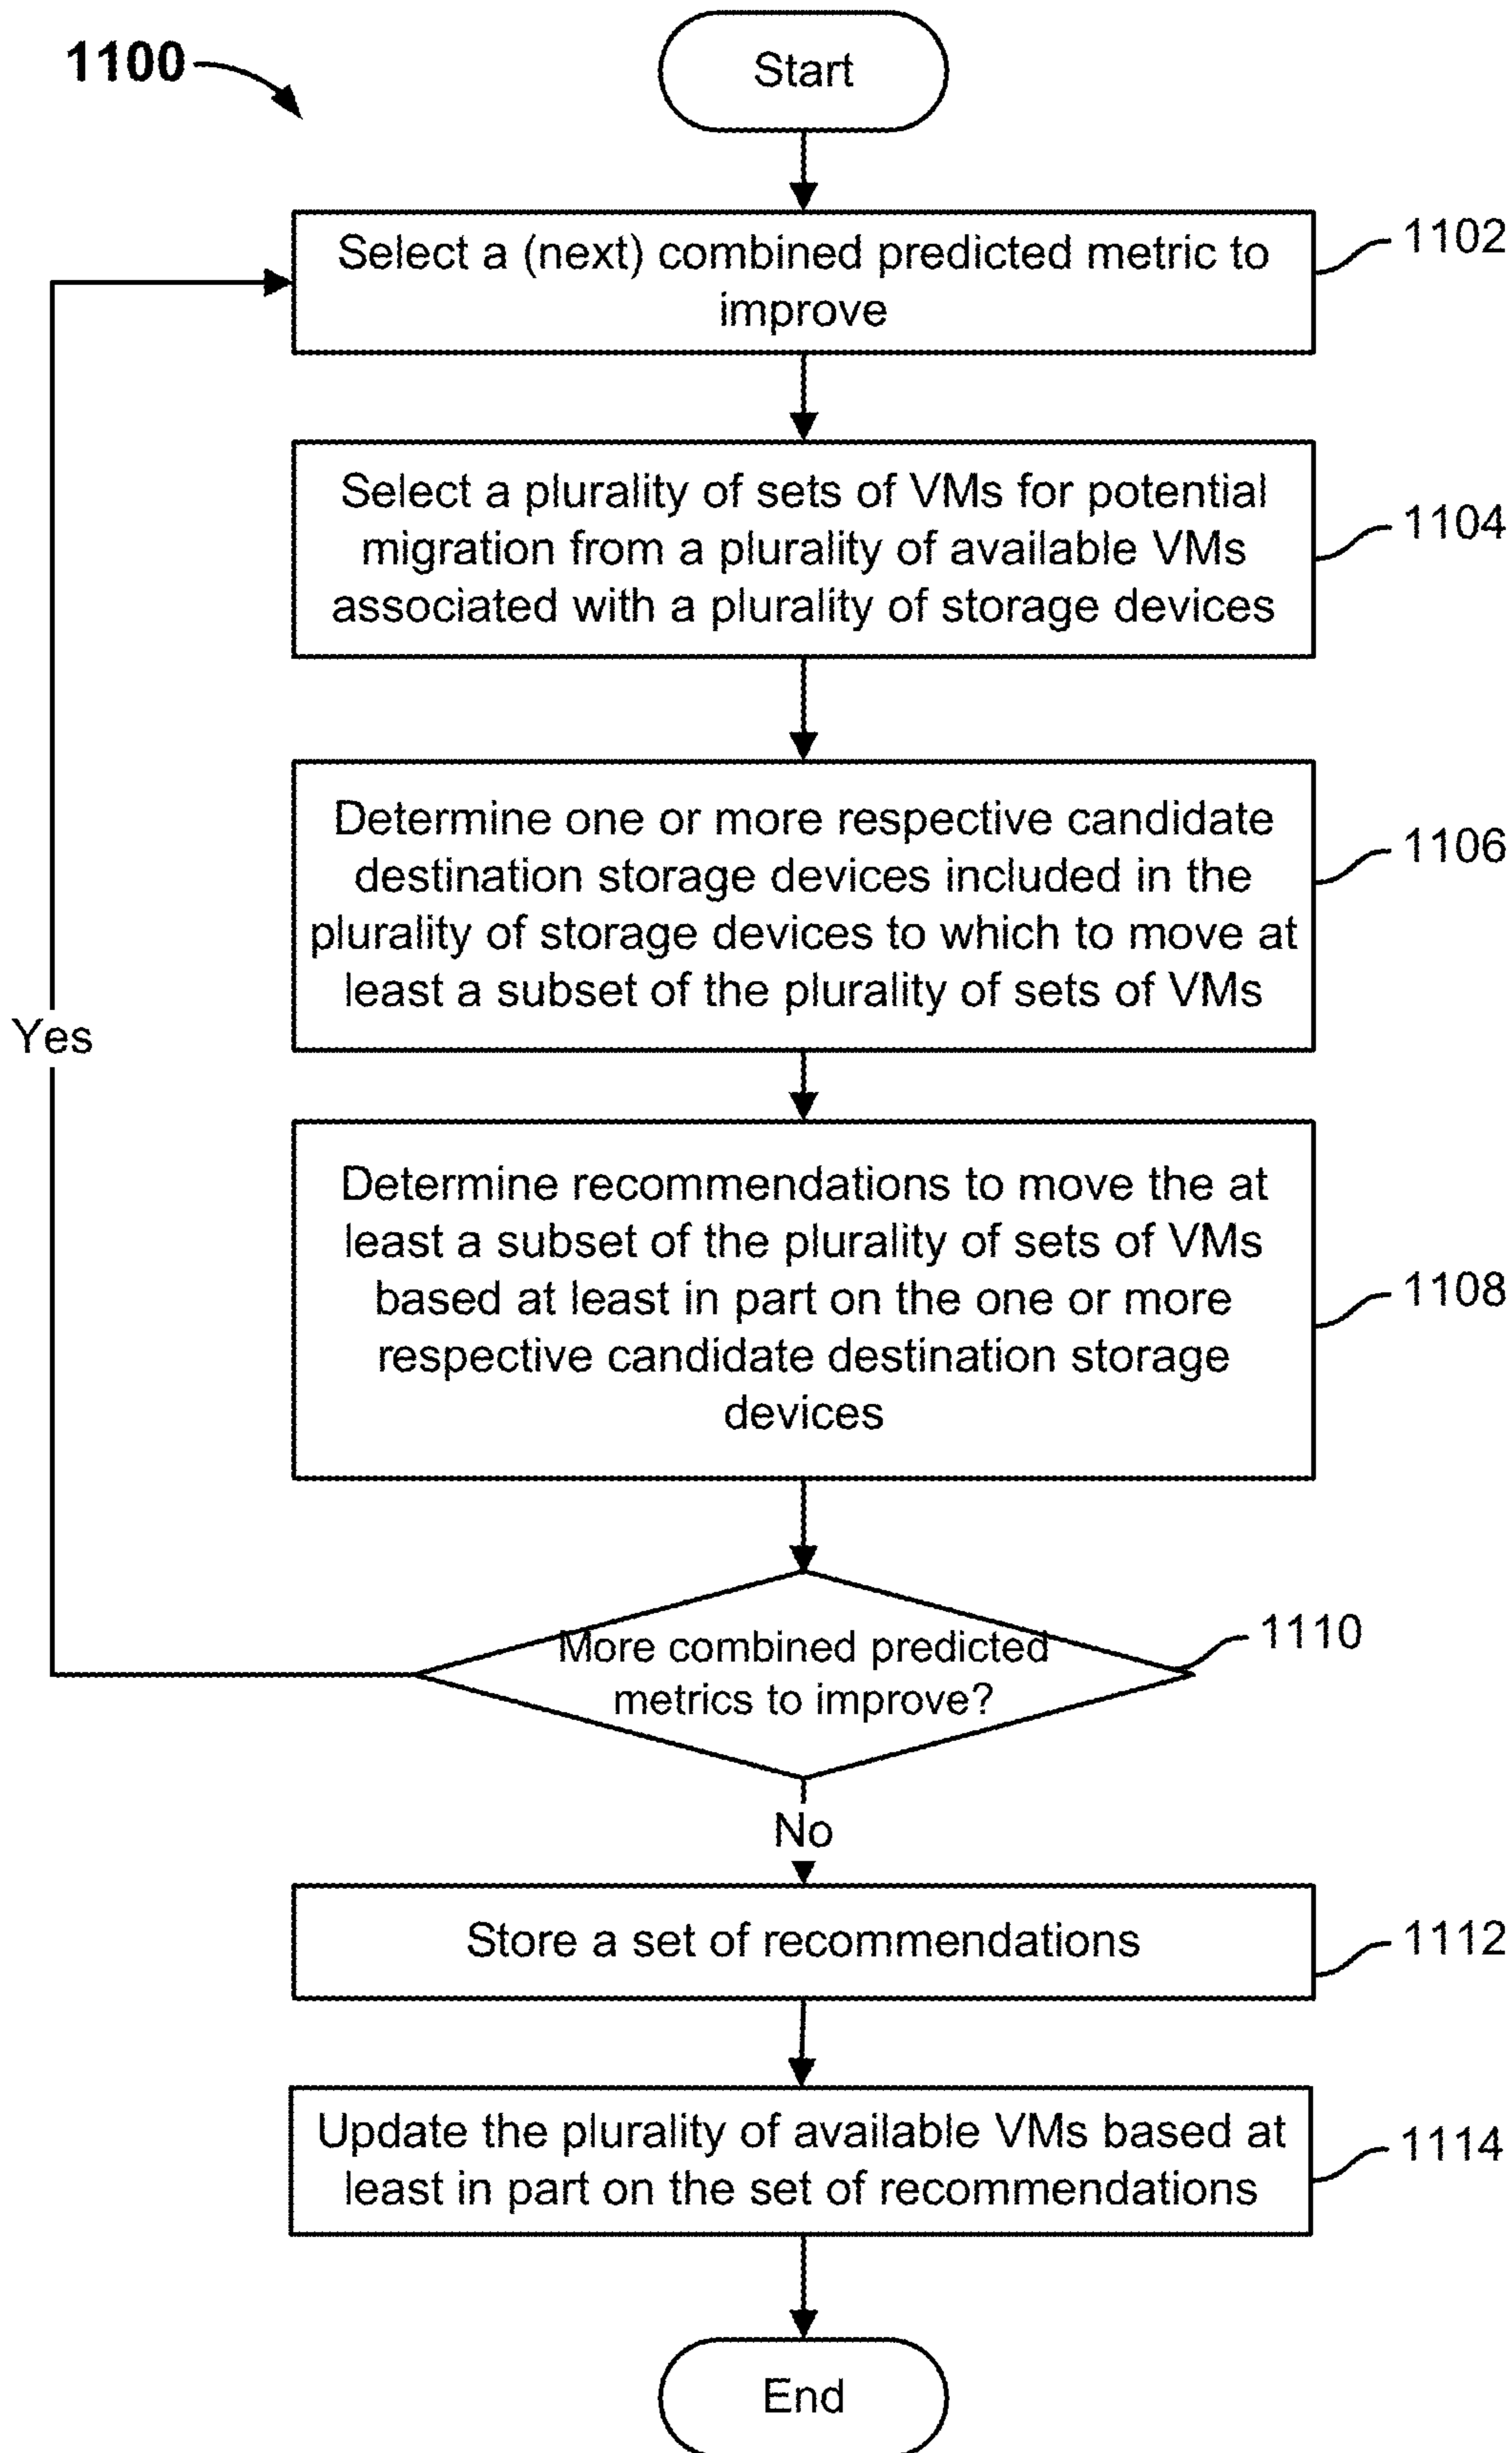 1100
Start
Select a (next) combined predicted metric to
improve
1102
Select a plurality of sets of VMs for potential
migration from a plurality of available VMs
associated with a plurality of storage devices
1104
Determine one or more respective candidate
destination storage devices included in the
plurality of storage devices to which to move at
least a subset of the plurality of sets of VMs
1106
Yes
Determine recommendations to move the at
least a subset of the plurality of sets of VMs
based at least in part on the one or more
respective candidate destination storage
devices
1108
More combined predicted
metrics to improve?
1110
No
Store a set of recommendations
1112
Update the plurality of available VMs based at
least in part on the set of recommendations
1114
End